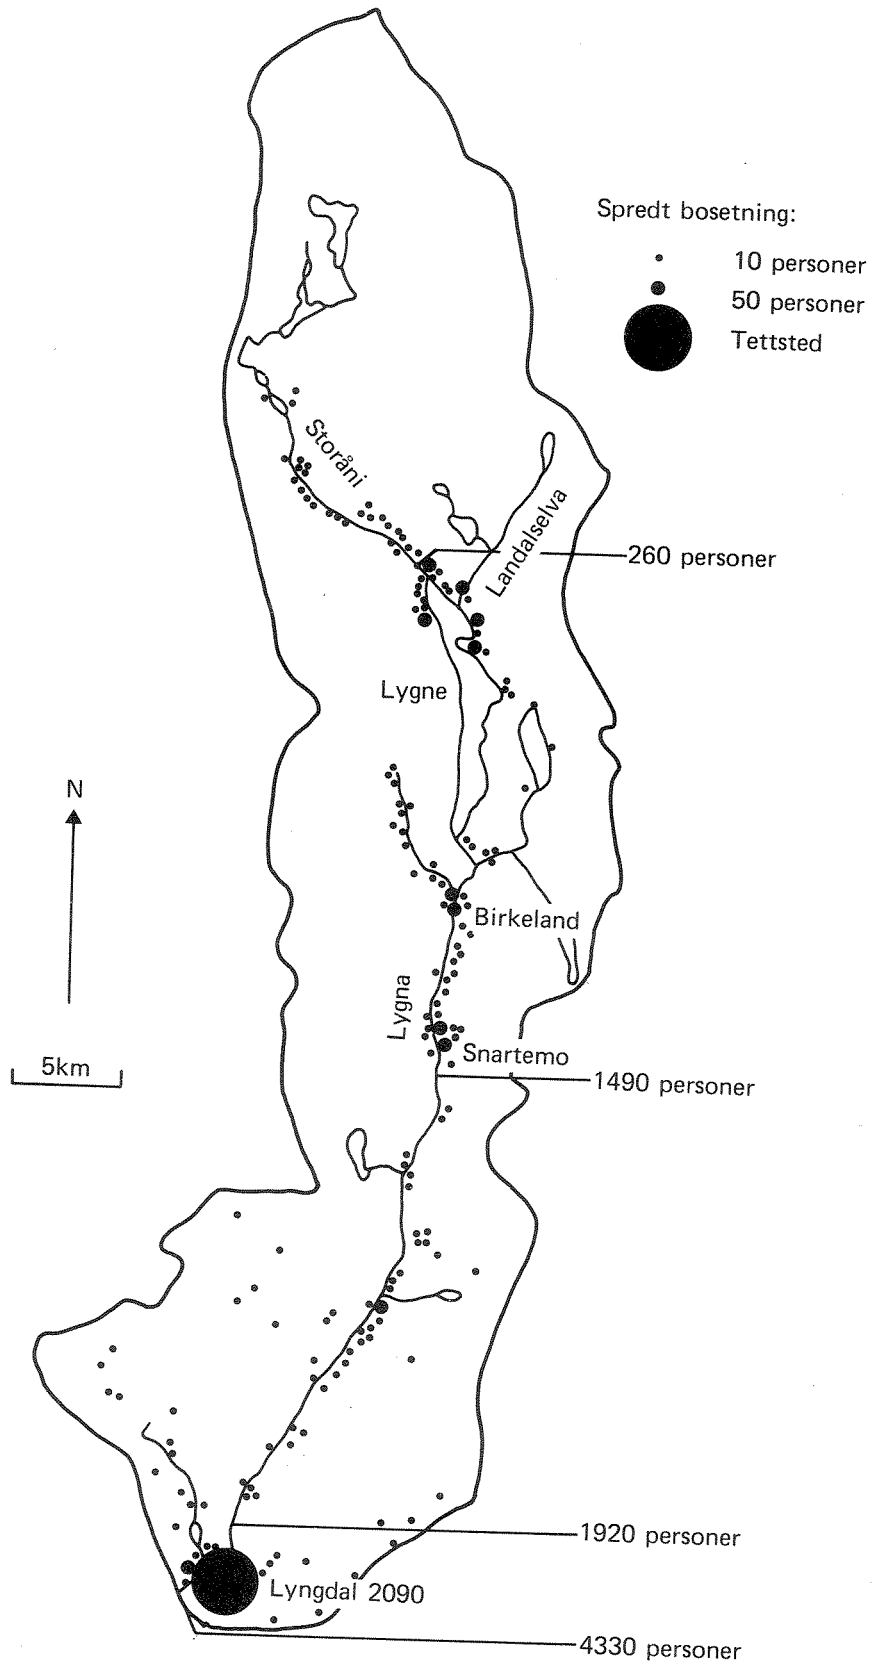 Spredt bosetning:
10 personer
50 personer
Tettsted
Storåni
Landalselva
260 personer
Lygne
N
Birkeland
Lygna
5km
Snartemo
1490 personer
1920 personer
Lyngdal 2090
4330 personer